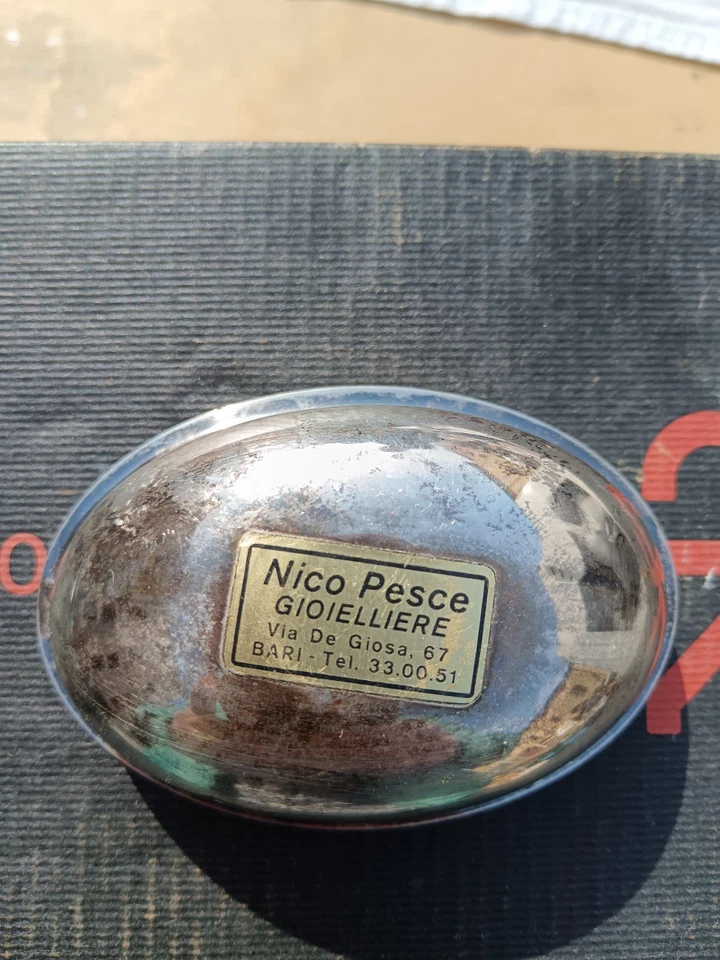 Nico Pesce
GIOIELLIERE
Via De Giosa, 67
BARI - Tel. 33.00.51